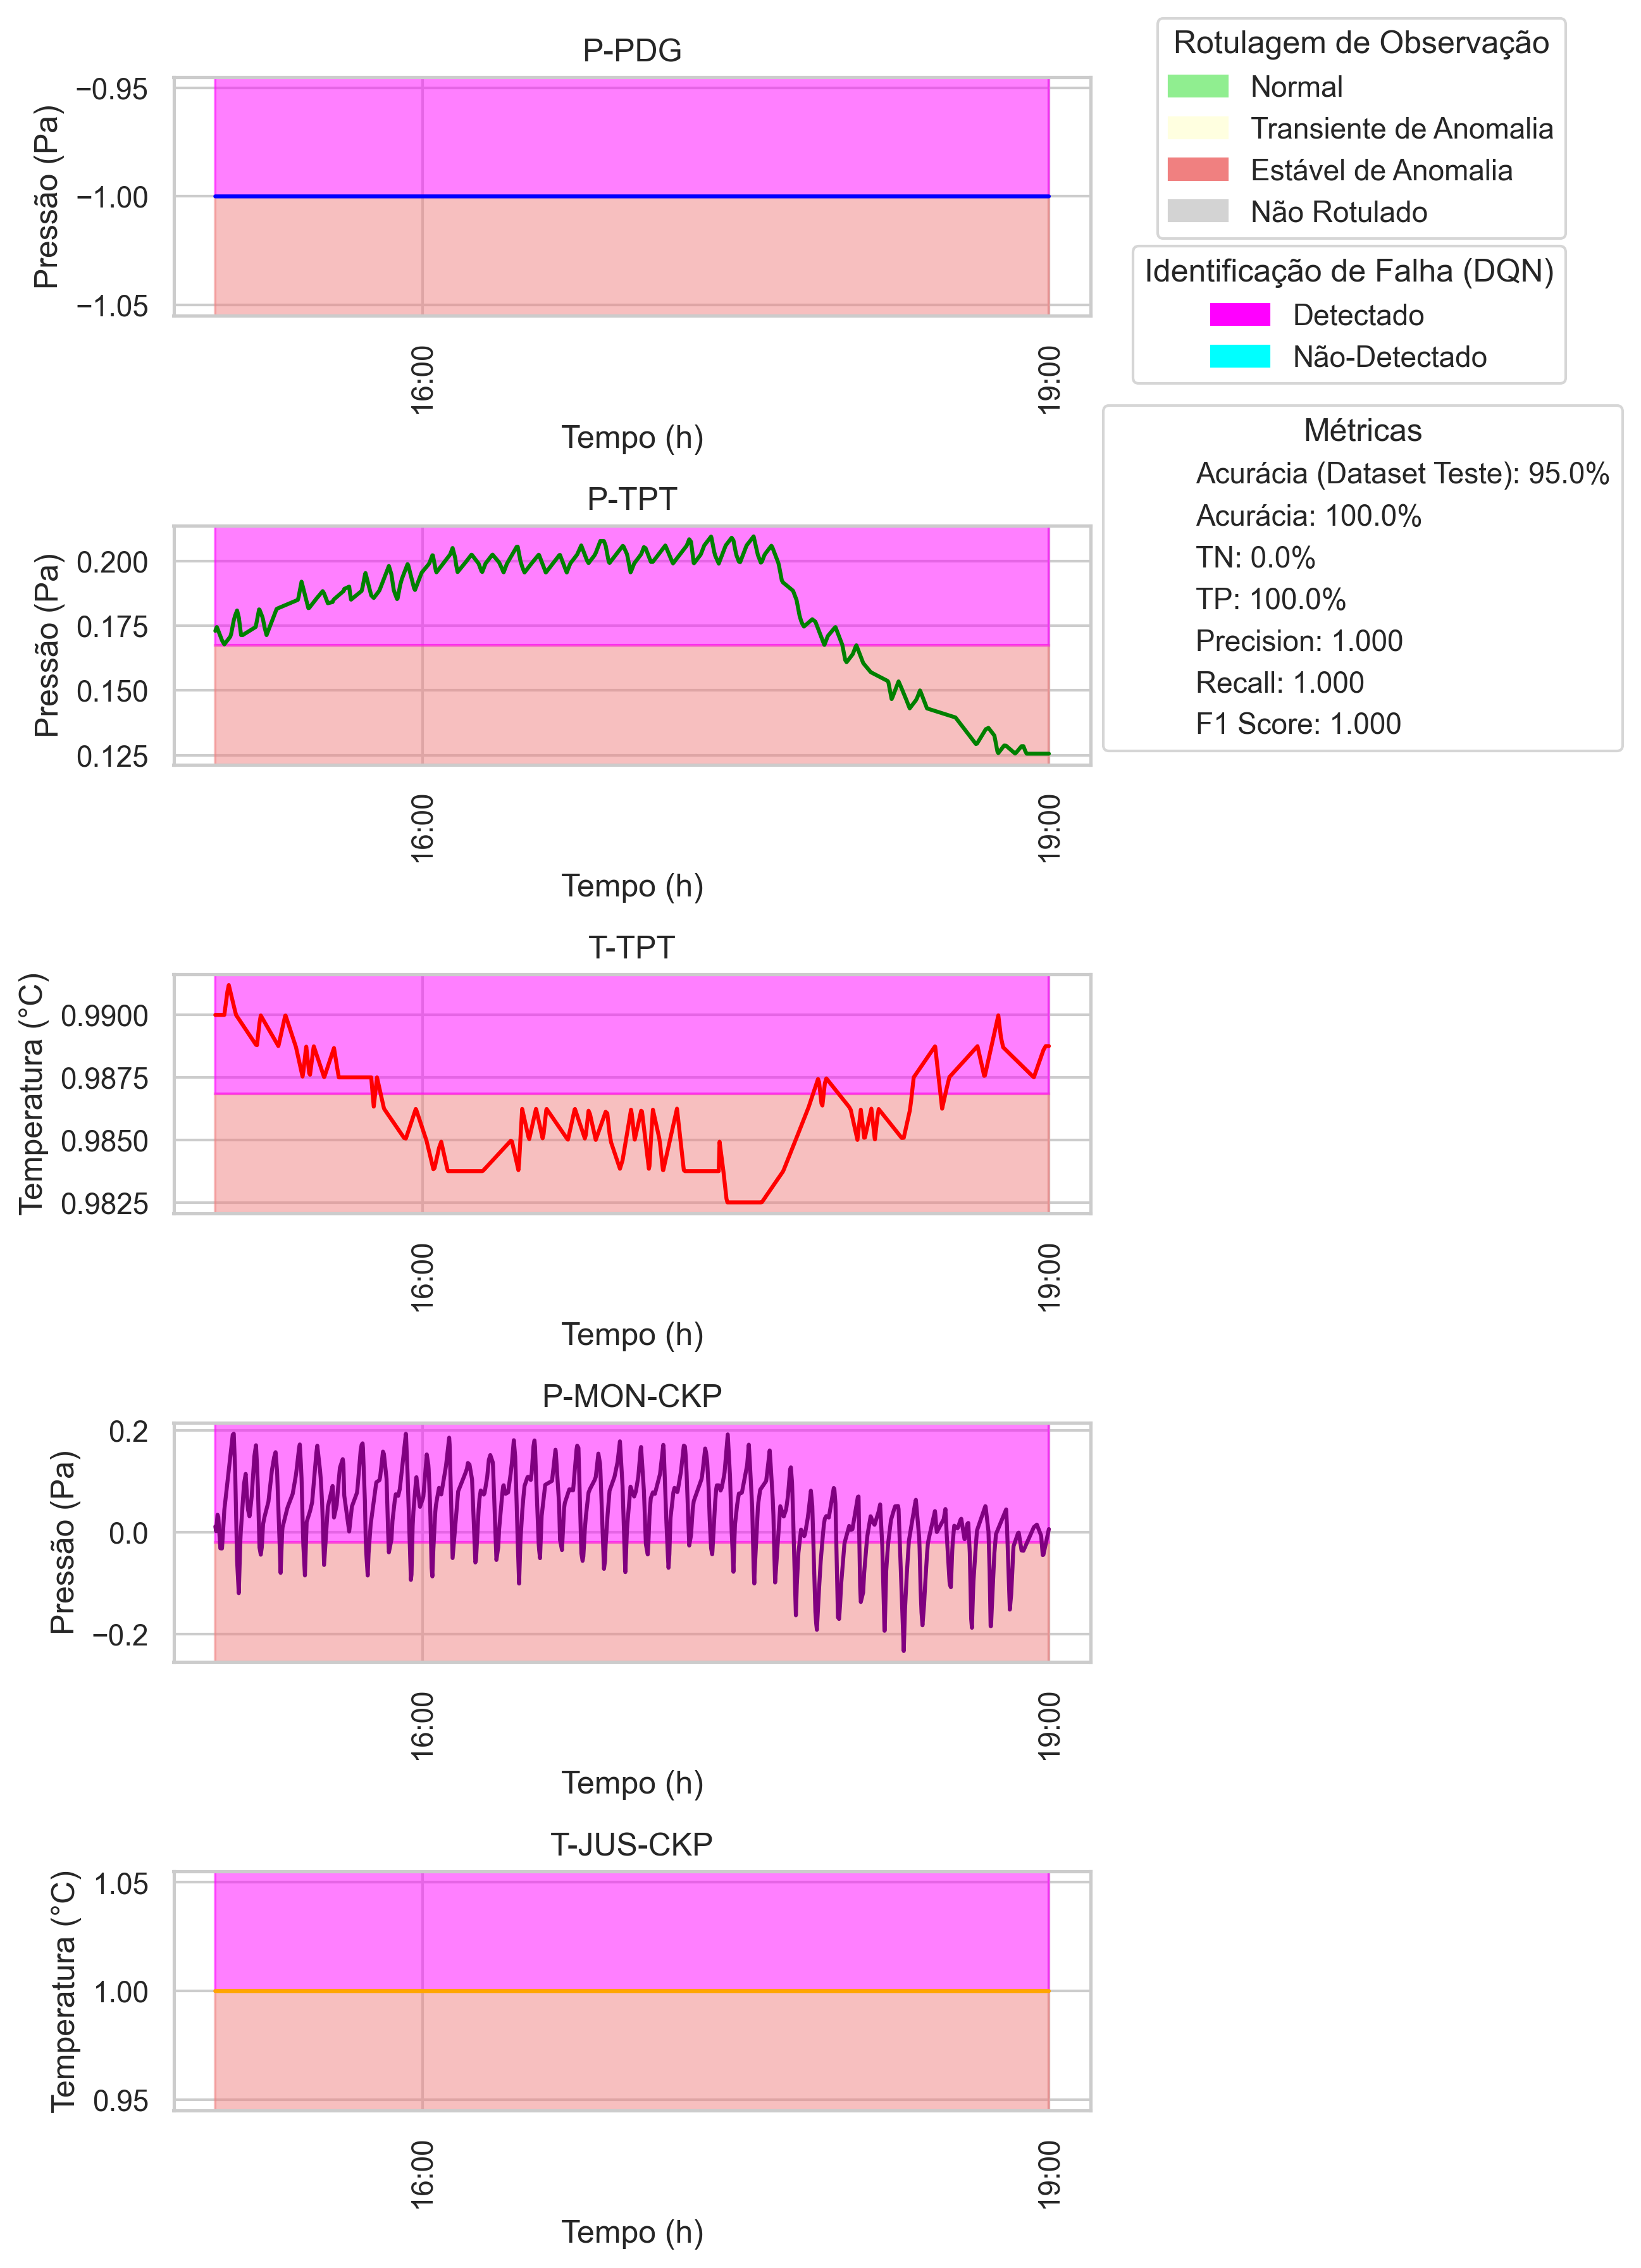 P-PDG
Pressão (Pa)
−0.95
−1.00
−1.05
16:00
19:00
Tempo (h)
Rotulagem de Observação
Normal
Transiente de Anomalia
Estável de Anomalia
Não Rotulado
Identificação de Falha (DQN)
Detectado
Não-Detectado
Métricas
Acurácia (Dataset Teste): 95.0%
Acurácia: 100.0%
TN: 0.0%
TP: 100.0%
Precision: 1.000
Recall: 1.000
F1 Score: 1.000
P-TPT
Pressão (Pa)
0.200
0.175
0.150
0.125
16:00
19:00
Tempo (h)
T-TPT
Temperatura (°C)
0.9900
0.9875
0.9850
0.9825
16:00
19:00
Tempo (h)
P-MON-CKP
Pressão (Pa)
0.2
0.0
−0.2
16:00
19:00
Tempo (h)
T-JUS-CKP
Temperatura (°C)
1.05
1.00
0.95
16:00
19:00
Tempo (h)